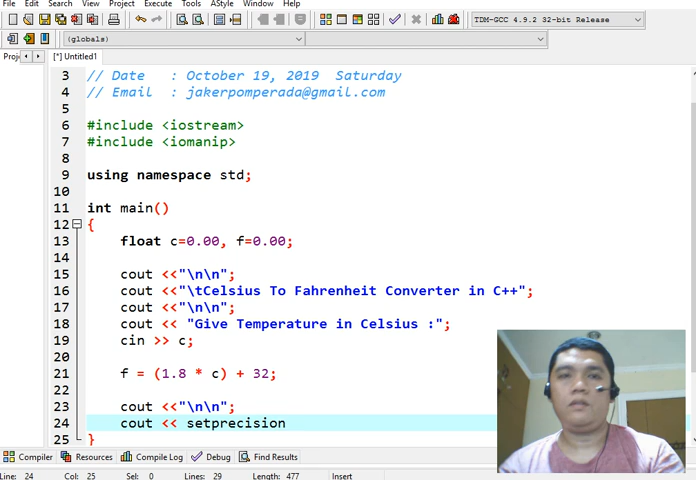 File Edit Search View Project Execute Tools AStyle Window Help
TDM-GCC 4.9.2 32-bit Release
(globals)
Proj [*] Untitled1
3 // Date : October 19, 2019 Saturday
4 // Email : jakerpomperada@gmail.com
5
6 #include <iostream>
7 #include <iomanip>
8
9 using namespace std;
10
11 int main()
12 {
13 float c=0.00, f=0.00;
14
15 cout <<"\n\n";
16 cout <<"\tCelsius To Fahrenheit Converter in C++";
17 cout <<"\n\n";
18 cout << "Give Temperature in Celsius :";
19 cin >> c;
20
21 f = (1.8 * c) + 32;
22
23 cout <<"\n\n";
24 cout << setprecision
25 }
Compiler Resources Compile Log Debug Find Results
Line: 24 Col: 25 Sel: 0 Lines: 29 Length: 477 Insert